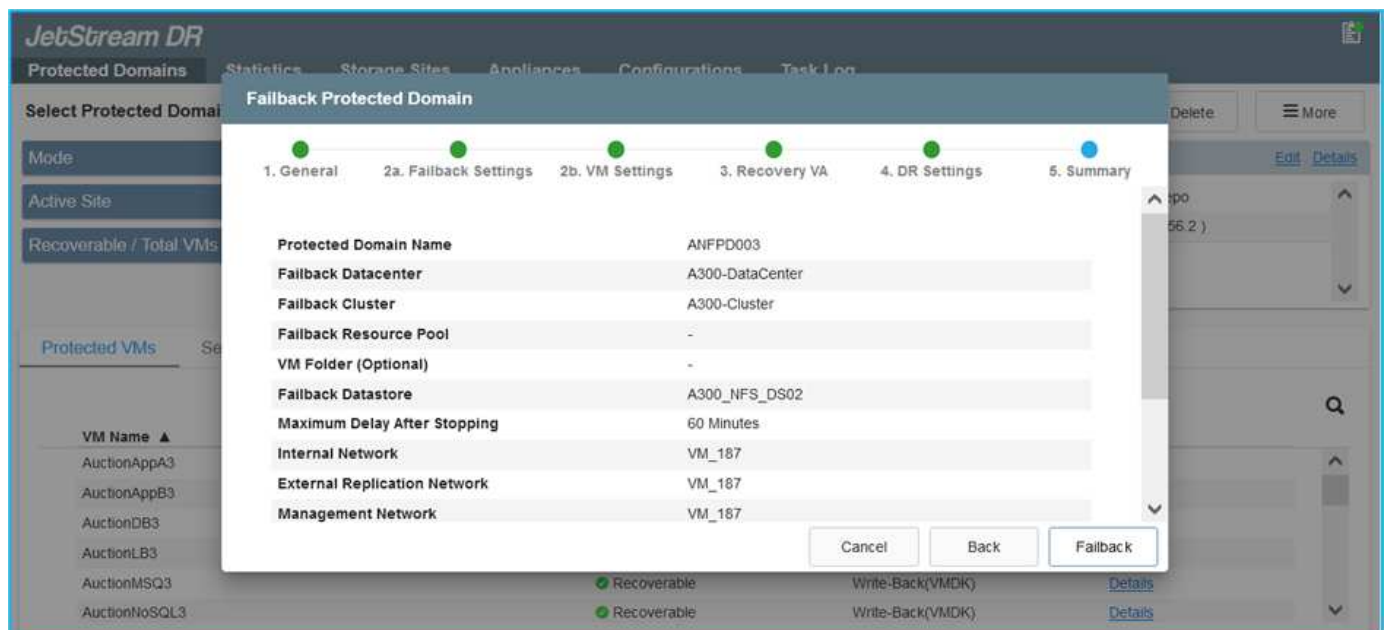 JetStream DR
Protected Domains Statistics Storage Sites Appliances Configurations Task Log
Select Protected Domai Delete More
Failback Protected Domain
Mode Edit Details
1. General 2a. Failback Settings 2b. VM Settings 3. Recovery VA 4. DR Settings 5. Summary
Active Site
56.2 )
Recoverable / Total VMs
Protected Domain Name ANFPD003
Failback Datacenter A300-DataCenter
Failback Cluster A300-Cluster
Failback Resource Pool -
VM Folder (Optional) -
Failback Datastore A300_NFS_DS02
Maximum Delay After Stopping 60 Minutes
Internal Network VM_187
External Replication Network VM_187
Management Network VM_187
Cancel Back Failback
Protected VMs Se
VM Name ▲
AuctionAppA3
AuctionAppB3
AuctionDB3
AuctionLB3
AuctionMSQ3 Recoverable Write-Back(VMDK) Details
AuctionNoSQL3 Recoverable Write-Back(VMDK) Details